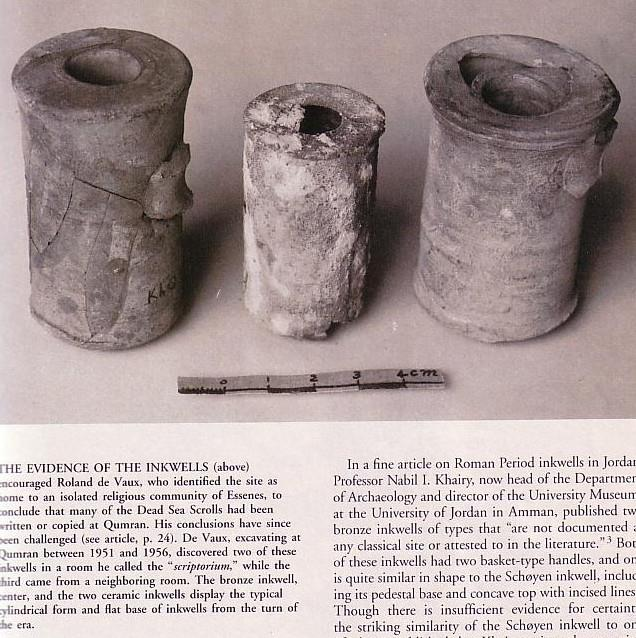 Kh
0 1 2 3 4 cm
THE EVIDENCE OF THE INKWELLS (above)
encouraged Roland de Vaux, who identified the site as
home to an isolated religious community of Essenes, to
conclude that many of the Dead Sea Scrolls had been
written or copied at Qumran. His conclusions have since
been challenged (see article, p. 24). De Vaux, excavating at
Qumran between 1951 and 1956, discovered two of these
inkwells in a room he called the “scriptorium,” while the
third came from a neighboring room. The bronze inkwell,
center, and the two ceramic inkwells display the typical
cylindrical form and flat base of inkwells from the turn of
the era.
In a fine article on Roman Period inkwells in Jordan
Professor Nabil I. Khairy, now head of the Departmen
of Archaeology and director of the University Museum
at the University of Jordan in Amman, published tw
bronze inkwells of types that “are not documented a
any classical site or attested to in the literature.”3 Bot
of these inkwells had two basket-type handles, and on
is quite similar in shape to the Schøyen inkwell, includ
ing its pedestal base and concave top with incised lines
Though there is insufficient evidence for certaint
the striking similarity of the Schøyen inkwell to on